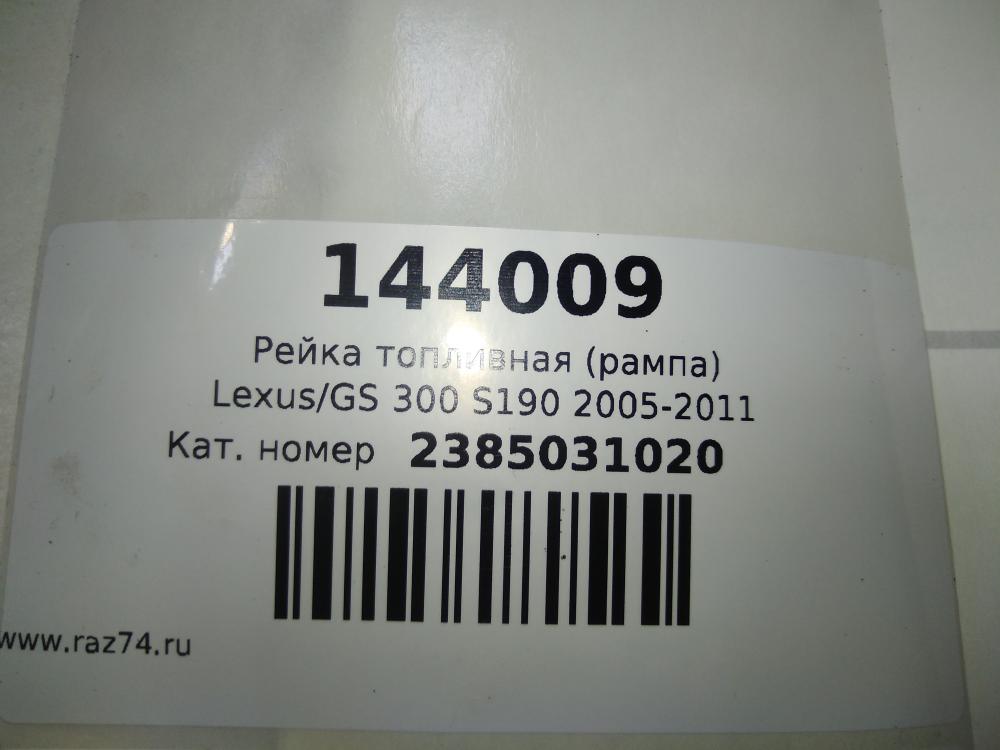 144009
Рейка топливная (рампа)
Lexus/GS 300 S190 2005-2011
Кат. номер 2385031020
www.raz74.ru